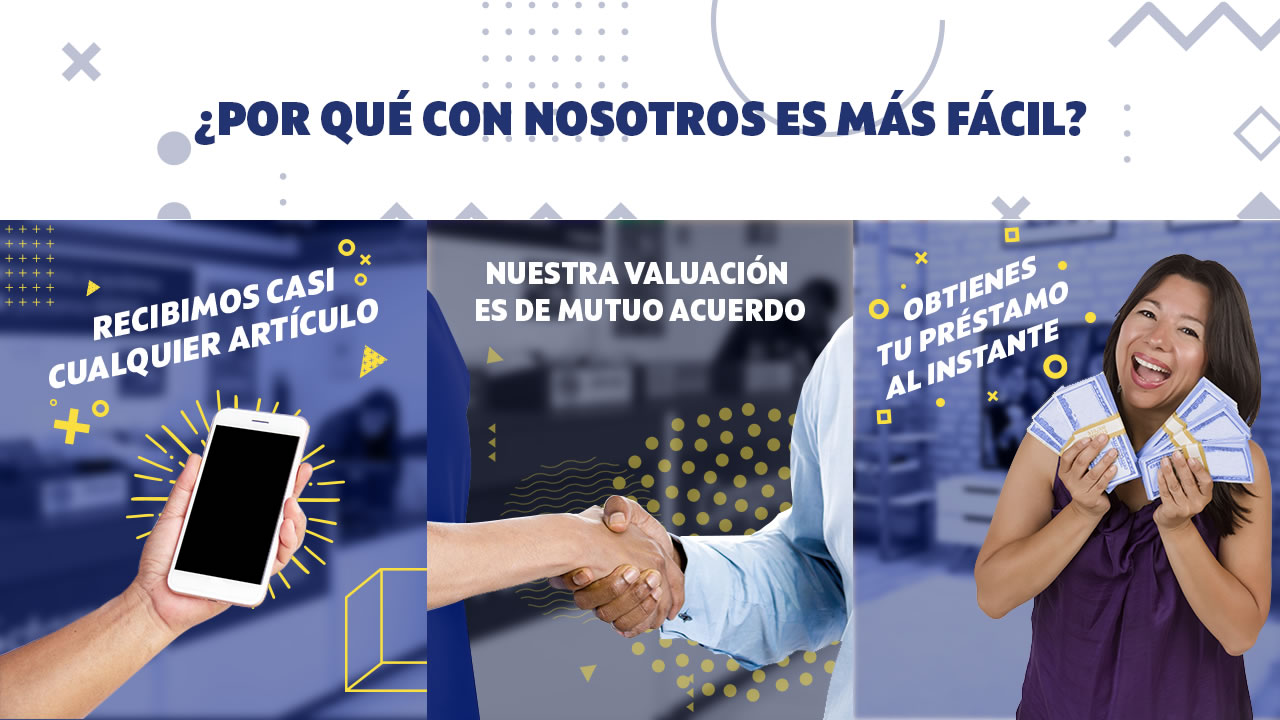 ¿POR QUÉ CON NOSOTROS ES MÁS FÁCIL?
RECIBIMOS CASI
CUALQUIER ARTÍCULO
NUESTRA VALUACIÓN
ES DE MUTUO ACUERDO
OBTIENES
TU PRÉSTAMO
AL INSTANTE